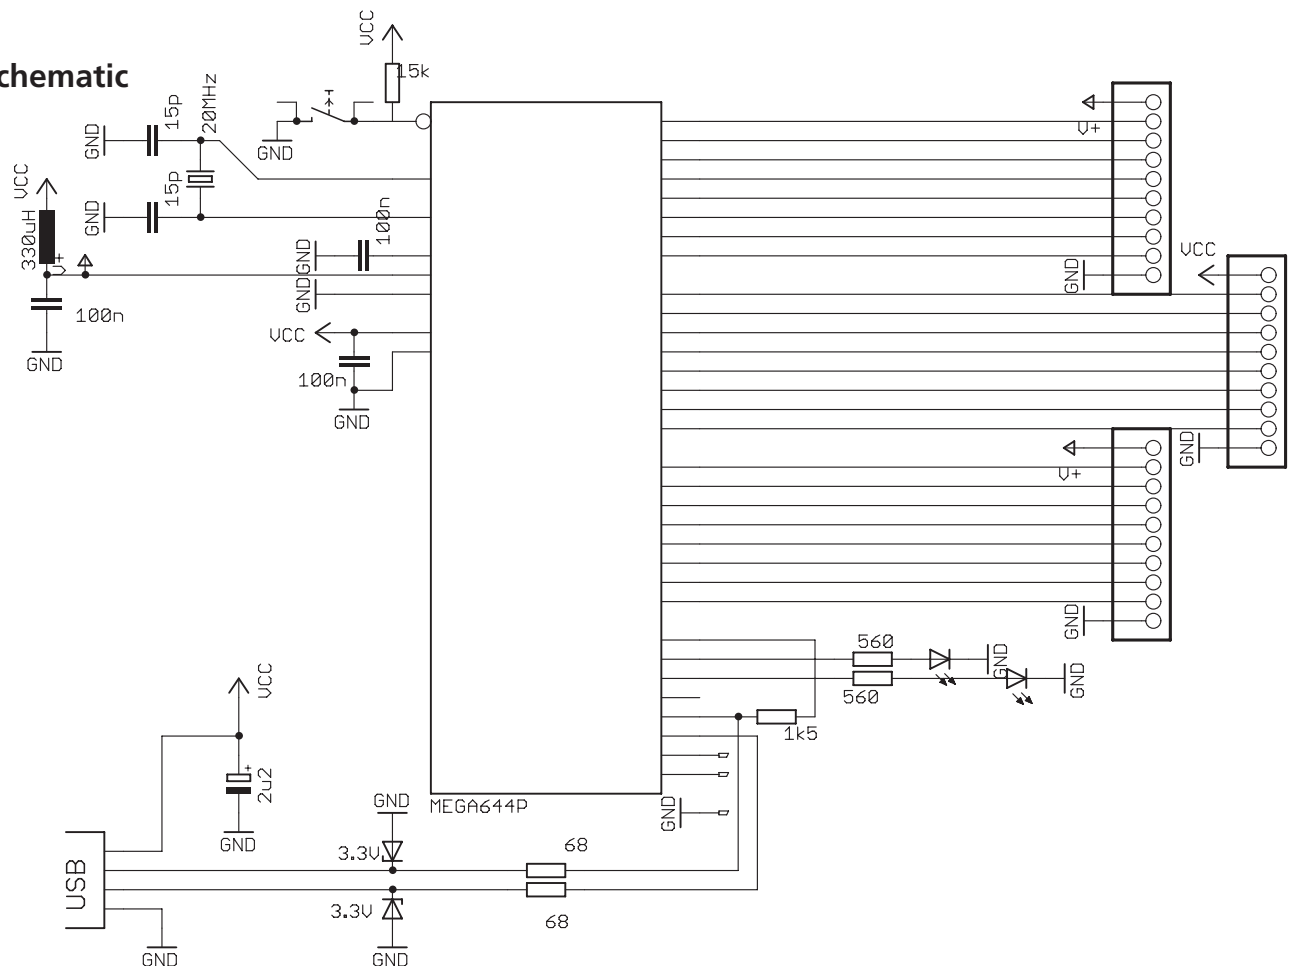 chematic
VCC
15k
15p
20MHz
GND
GND
VCC
15p
GND
100n
330uH
V+
GND
GND
100n
GND
VCC
100n
GND
V+
GND
VCC
V+
GND
GND
560
GND
560
GND
1k5
VCC
2u2
GND
GND
MEGA644P
GND
3.3V
68
USB
3.3V
68
GND
GND